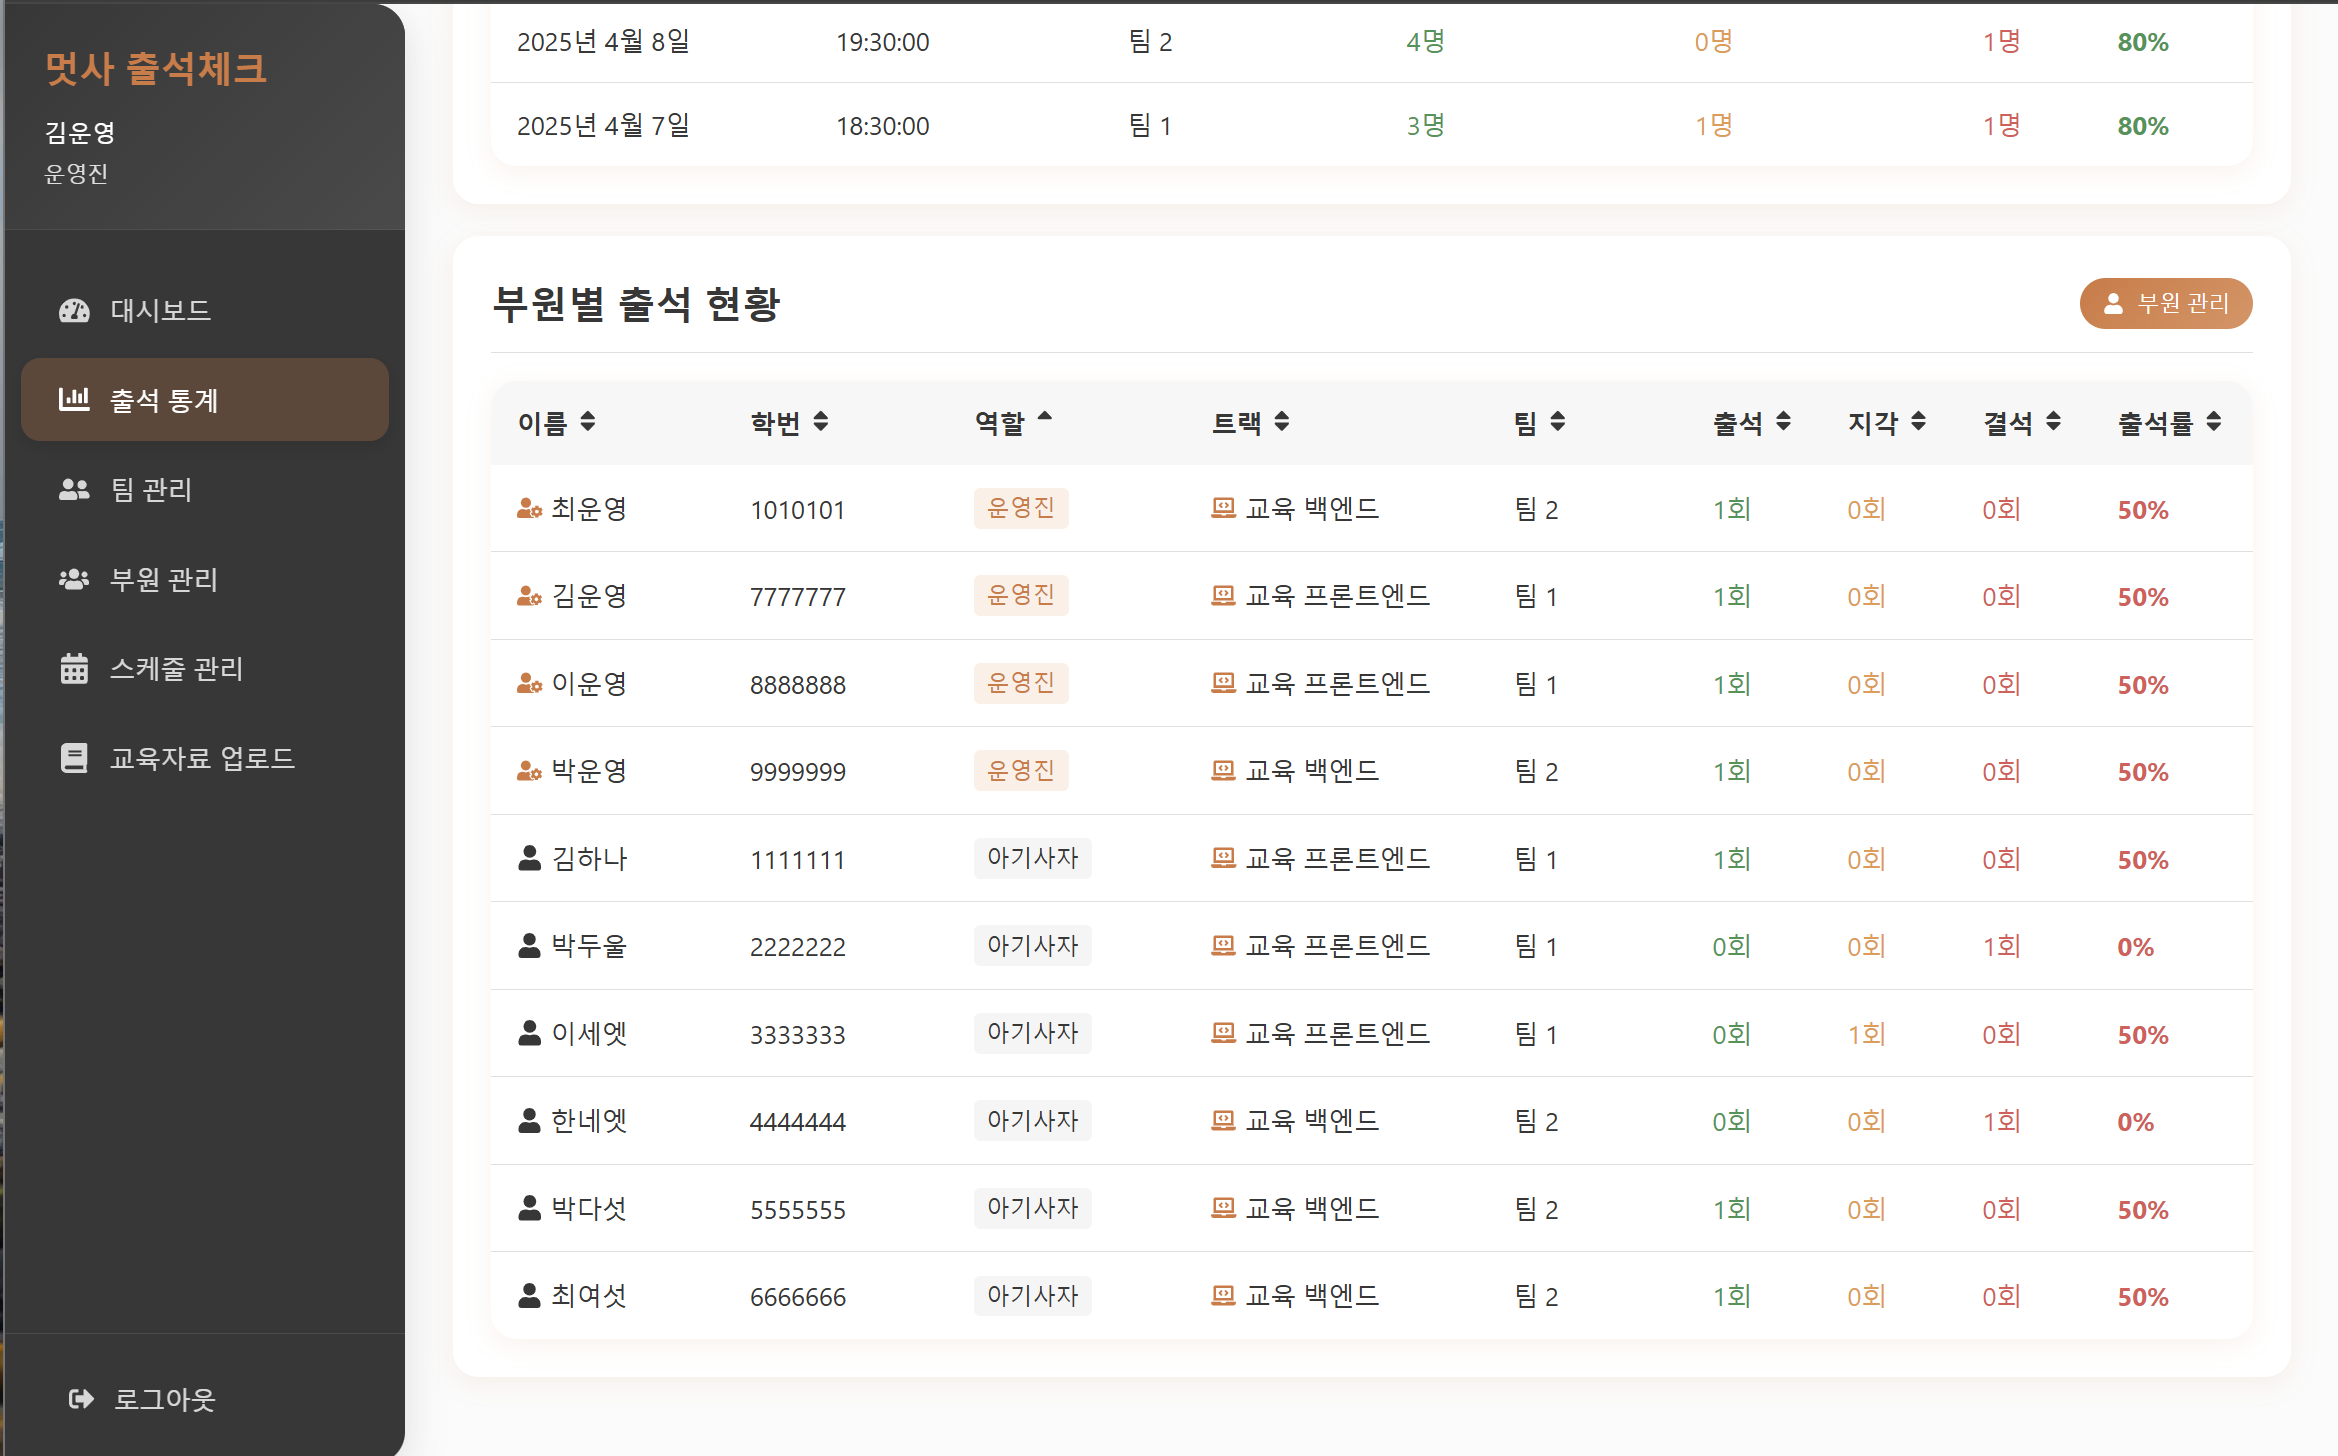 멋사 출석체크
김운영
운영진
대시보드
출석 통계
팀 관리
부원 관리
스케줄 관리
교육자료 업로드
로그아웃
2025년 4월 8일 19:30:00 팀 2 4명 0명 1명 80%
2025년 4월 7일 18:30:00 팀 1 3명 1명 1명 80%
부원별 출석 현황
부원 관리
이름 학번 역할 트랙 팀 출석 지각 결석 출석률
최운영 1010101 운영진 교육 백엔드 팀 2 1회 0회 0회 50%
김운영 7777777 운영진 교육 프론트엔드 팀 1 1회 0회 0회 50%
이운영 8888888 운영진 교육 프론트엔드 팀 1 1회 0회 0회 50%
박운영 9999999 운영진 교육 백엔드 팀 2 1회 0회 0회 50%
김하나 1111111 아기사자 교육 프론트엔드 팀 1 1회 0회 0회 50%
박두울 2222222 아기사자 교육 프론트엔드 팀 1 0회 0회 1회 0%
이세엣 3333333 아기사자 교육 프론트엔드 팀 1 0회 1회 0회 50%
한네엣 4444444 아기사자 교육 백엔드 팀 2 0회 0회 1회 0%
박다섯 5555555 아기사자 교육 백엔드 팀 2 1회 0회 0회 50%
최여섯 6666666 아기사자 교육 백엔드 팀 2 1회 0회 0회 50%